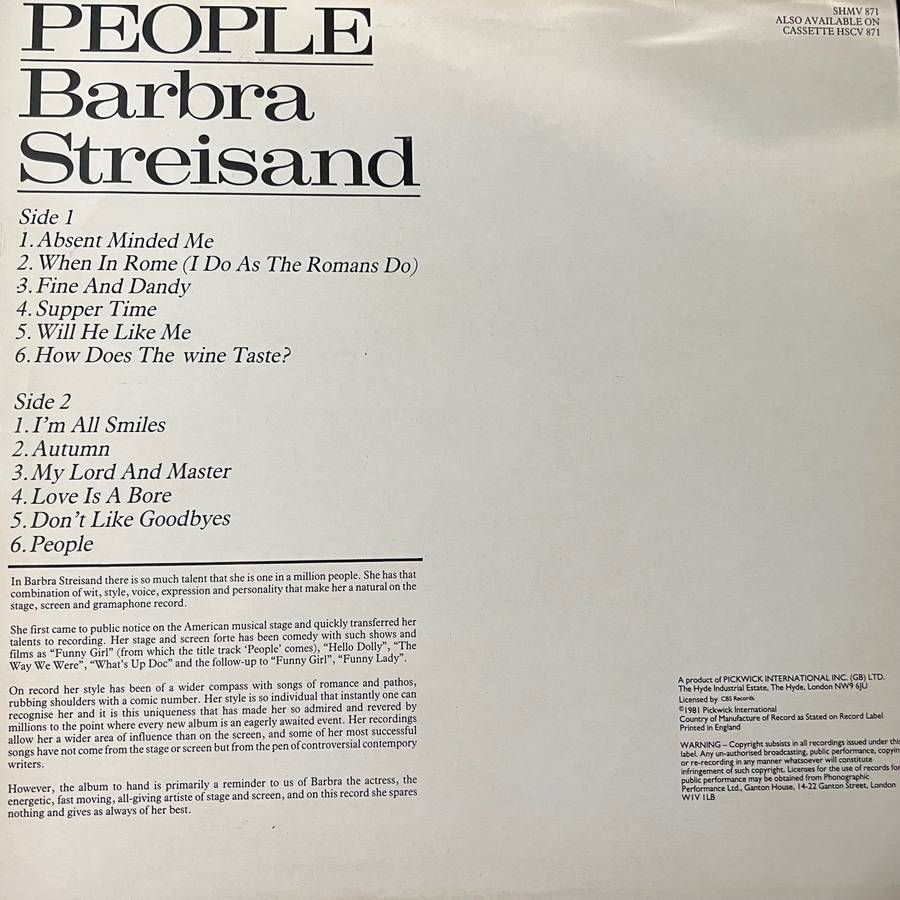 PEOPLE
Barbra
Streisand
SHMV 871
ALSO AVAILABLE ON
CASSETTE HSCV 871
Side 1
1. Absent Minded Me
2. When In Rome (I Do As The Romans Do)
3. Fine And Dandy
4. Supper Time
5. Will He Like Me
6. How Does The wine Taste?
Side 2
1. I'm All Smiles
2. Autumn
3. My Lord And Master
4. Love Is A Bore
5. Don't Like Goodbyes
6. People
In Barbra Streisand there is so much talent that she is one in a million people. She has that
combination of wit, style, voice, expression and personality that make her a natural on the
stage, screen and gramaphone record.
She first came to public notice on the American musical stage and quickly transferred her
talents to recording. Her stage and screen forte has been comedy with such shows and
films as "Funny Girl" (from which the title track 'People' comes), "Hello Dolly", "The
Way We Were", "What's Up Doc" and the follow-up to "Funny Girl", "Funny Lady".
On record her style has been of a wider compass with songs of romance and pathos,
rubbing shoulders with a comic number. Her style is so individual that instantly one can
recognise her and it is this uniqueness that has made her so admired and revered by
millions to the point where every new album is an eagerly awaited event. Her recordings
allow her a wider area of influence than on the screen, and some of her most successful
songs have not come from the stage or screen but from the pen of controversial contempory
writers.
However, the album to hand is primarily a reminder to us of Barbra the actress, the
energetic, fast moving, all-giving artiste of stage and screen, and on this record she spares
nothing and gives as always of her best.
A product of PICKWICK INTERNATIONAL INC. (GB) LTD.
The Hyde Industrial Estate, The Hyde, London NW9 6JU
Licensed by CBS Records
©1981 Pickwick International
Country of Manufacture of Record as Stated on Record Label
Printed in England
WARNING – Copyright subsists in all recordings issued under this
label. Any un-authorised broadcasting, public performance, copyin
or re-recording in any manner whatsoever will constitute
infringement of such copyright. Licenses for the use of records for
public performance may be obtained from Phonographic
Performance Ltd., Ganton House, 14-22 Ganton Street, London
W1V 1LB